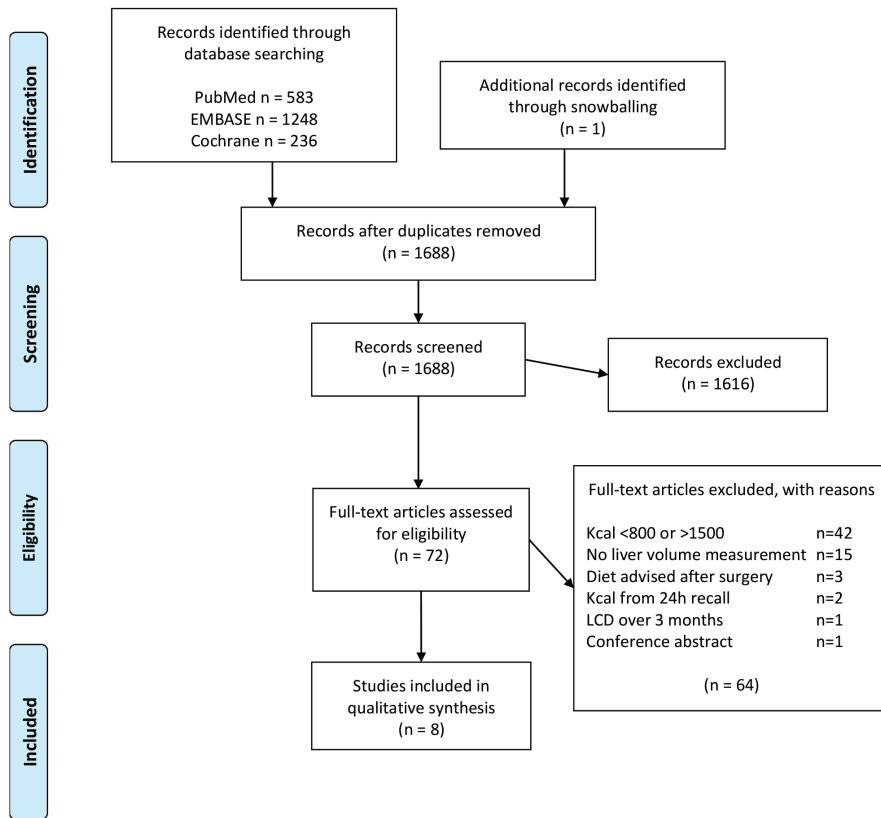 Identification
Records identified through
database searching
PubMed n = 583
EMBASE n = 1248
Cochrane n = 236
Additional records identified
through snowballing
(n = 1)
Records after duplicates removed
(n = 1688)
Screening
Records screened
(n = 1688)
Records excluded
(n = 1616)
Eligibility
Full-text articles assessed
for eligibility
(n = 72)
Full-text articles excluded, with reasons
Kcal <800 or >1500 n=42
No liver volume measurement n=15
Diet advised after surgery n=3
Kcal from 24h recall n=2
LCD over 3 months n=1
Conference abstract n=1
(n = 64)
Included
Studies included in
qualitative synthesis
(n = 8)